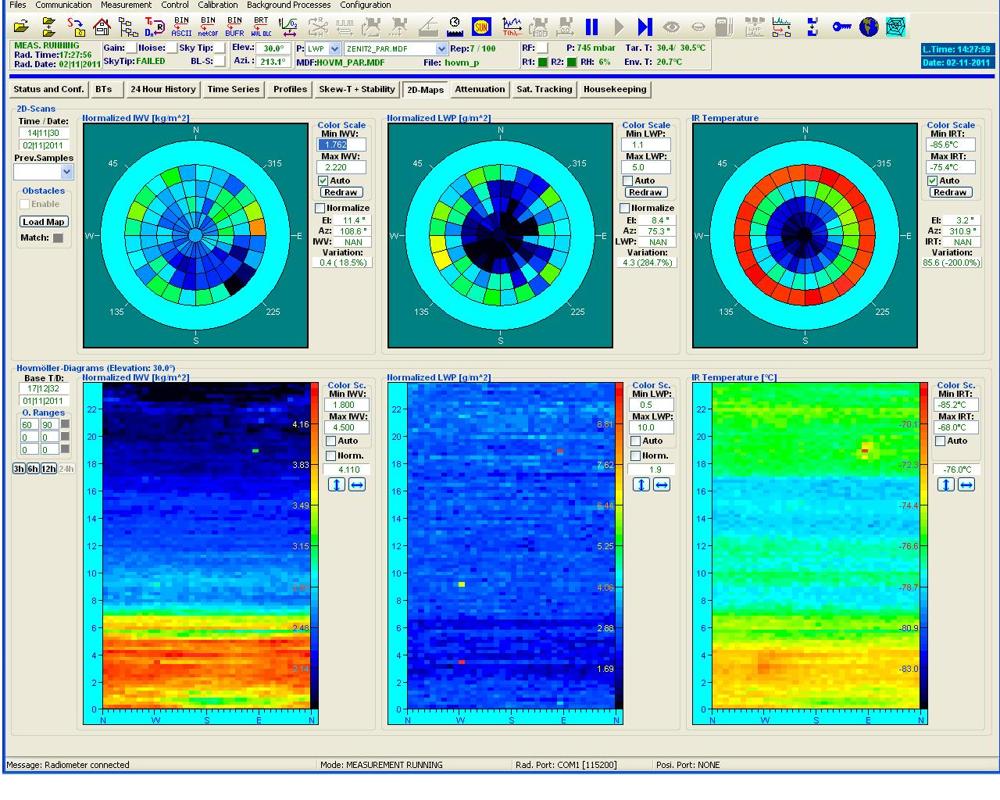 Files Communication Measurement Control Calibration Background Processes Configuration
BIN ASCII BIN netCDF BIN BUFR BRT WVL DLC SUN T(h)...
MEAS. RUNNING
Rad. Time:17:27:56
Rad. Date: 02|11|2011
Gain: Noise: Sky Tip:
SkyTip:FAILED BL-S:
Elev.: 30.0°
Azi.: 213.1°
P: LWP ZENIT2_PAR.MDF Rep:7 / 100
MDF:HOVM_PAR.MDF File: hovm_p
RF: P: 745 mbar Tar. T: 30.4/ 30.5°C
R1: R2: RH: 6% Env. T: 20.7°C
L.Time: 14:27:59
Date: 02-11-2011
Status and Conf. BTs 24 Hour History Time Series Profiles Skew-T + Stability 2D-Maps Attenuation Sat. Tracking Housekeeping
2D-Scans
Time / Date:
14|11|30
02|11|2011
Prev.Samples
Obstacles
Enable
Load Map
Match:
Normalized IWV [kg/m^2]
N
45 315
W E
135 225
S
Color Scale
Min IWV:
1.762
Max IWV:
2.220
Auto
Redraw
Normalize
El: 11.4 °
Az: 108.6 °
IWV: NAN
Variation:
0.4 ( 18.5%)
Normalized LWP [g/m^2]
N
45 315
W E
135 225
S
Color Scale
Min LWP:
1.1
Max LWP:
5.0
Auto
Redraw
Normalize
El: 8.4 °
Az: 75.3 °
LWP: NAN
Variation:
4.3 (284.7%)
IR Temperature
N
45 315
W E
135 225
S
Color Scale
Min IRT:
-85.6°C
Max IRT:
-75.4°C
Auto
Redraw
El: 3.2 °
Az: 310.9 °
IRT: NAN
Variation:
85.6 (-200.0%)
Hovmöller-Diagrams (Elevation: 30.0°)
Base T/D:
17|12|32
01|11|2011
O. Ranges
60 90
0 0
0 0
3h 6h 12h 24h
Normalized IWV [kg/m^2]
22
20
18
16
14
12
10
8
6
4
2
0
N W S E N
4.16
3.83
3.49
3.15
2.48
2.14
Color Sc.
Min IWV:
1.800
Max IWV:
4.500
Auto
Norm.
4.110
Normalized LWP [g/m^2]
22
20
18
16
14
12
10
8
6
4
2
0
N W S E N
8.81
7.62
6.44
5.25
4.06
2.88
1.69
Color Sc.
Min LWP:
0.5
Max LWP:
10.0
Auto
Norm.
1.9
IR Temperature [°C]
22
20
18
16
14
12
10
8
6
4
2
0
N W S E N
-70.1
-72.3
-74.4
-76.6
-78.7
-80.9
-83.0
Color Sc.
Min IRT:
-85.2°C
Max IRT:
-68.0°C
Auto
-76.0°C
Message: Radiometer connected Mode: MEASUREMENT RUNNING Rad. Port: COM1 [115200] Posi. Port: NONE